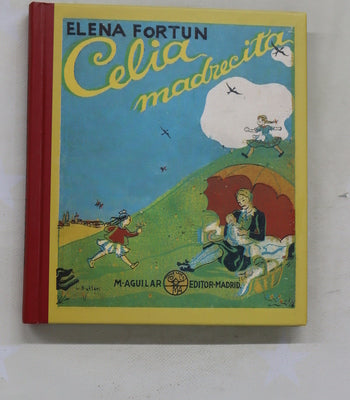 ELENA FORTUN
Celia
madrecita
M·AGUILAR EDITOR-MADRID